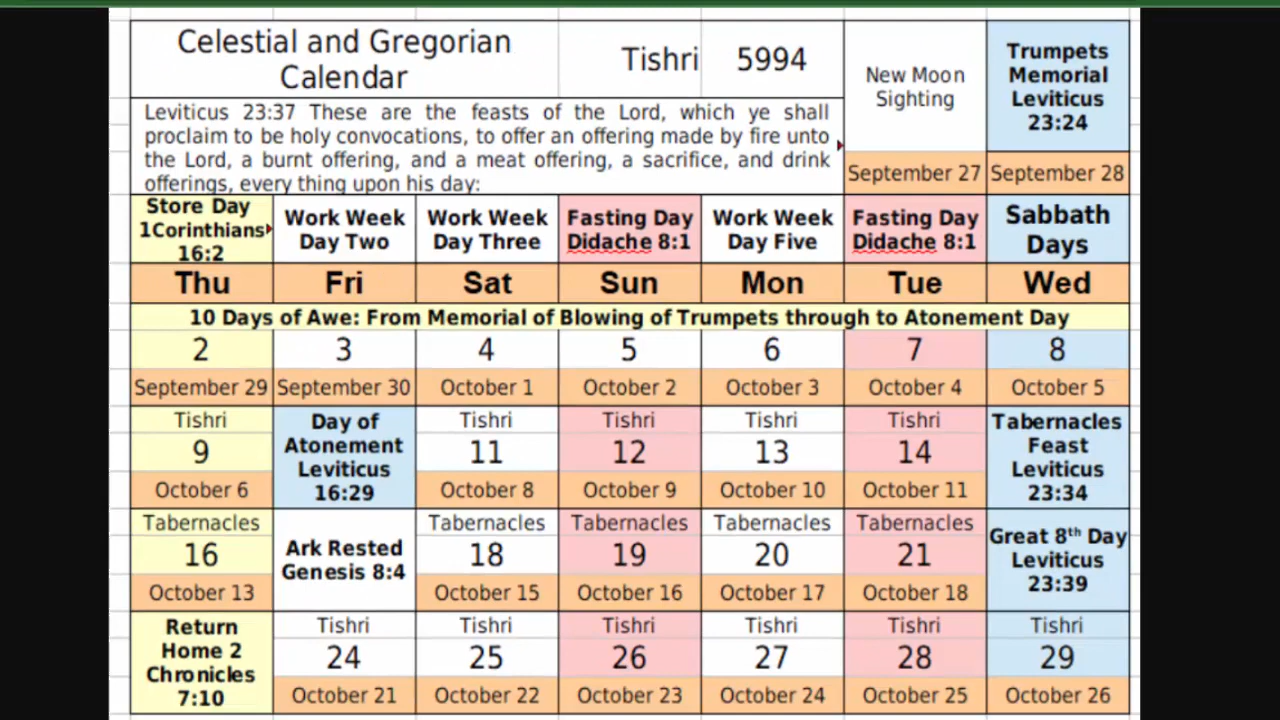 Celestial and Gregorian
Calendar
Tishri 5994
New Moon
Sighting
Trumpets
Memorial
Leviticus
23:24
Leviticus 23:37 These are the feasts of the Lord, which ye shall
proclaim to be holy convocations, to offer an offering made by fire unto
the Lord, a burnt offering, and a meat offering, a sacrifice, and drink
offerings, every thing upon his day:
September 27
September 28
Store Day
1Corinthians
16:2
Work Week
Day Two
Work Week
Day Three
Fasting Day
Didache 8:1
Work Week
Day Five
Fasting Day
Didache 8:1
Sabbath
Days
Thu Fri Sat Sun Mon Tue Wed
10 Days of Awe: From Memorial of Blowing of Trumpets through to Atonement Day
2 3 4 5 6 7 8
September 29 September 30 October 1 October 2 October 3 October 4 October 5
Tishri
9
October 6
Day of
Atonement
Leviticus
16:29
Tishri
11
October 8
Tishri
12
October 9
Tishri
13
October 10
Tishri
14
October 11
Tabernacles
Feast
Leviticus
23:34
Tabernacles
16
October 13
Ark Rested
Genesis 8:4
Tabernacles
18
October 15
Tabernacles
19
October 16
Tabernacles
20
October 17
Tabernacles
21
October 18
Great 8th Day
Leviticus
23:39
Return
Home 2
Chronicles
7:10
Tishri
24
October 21
Tishri
25
October 22
Tishri
26
October 23
Tishri
27
October 24
Tishri
28
October 25
Tishri
29
October 26